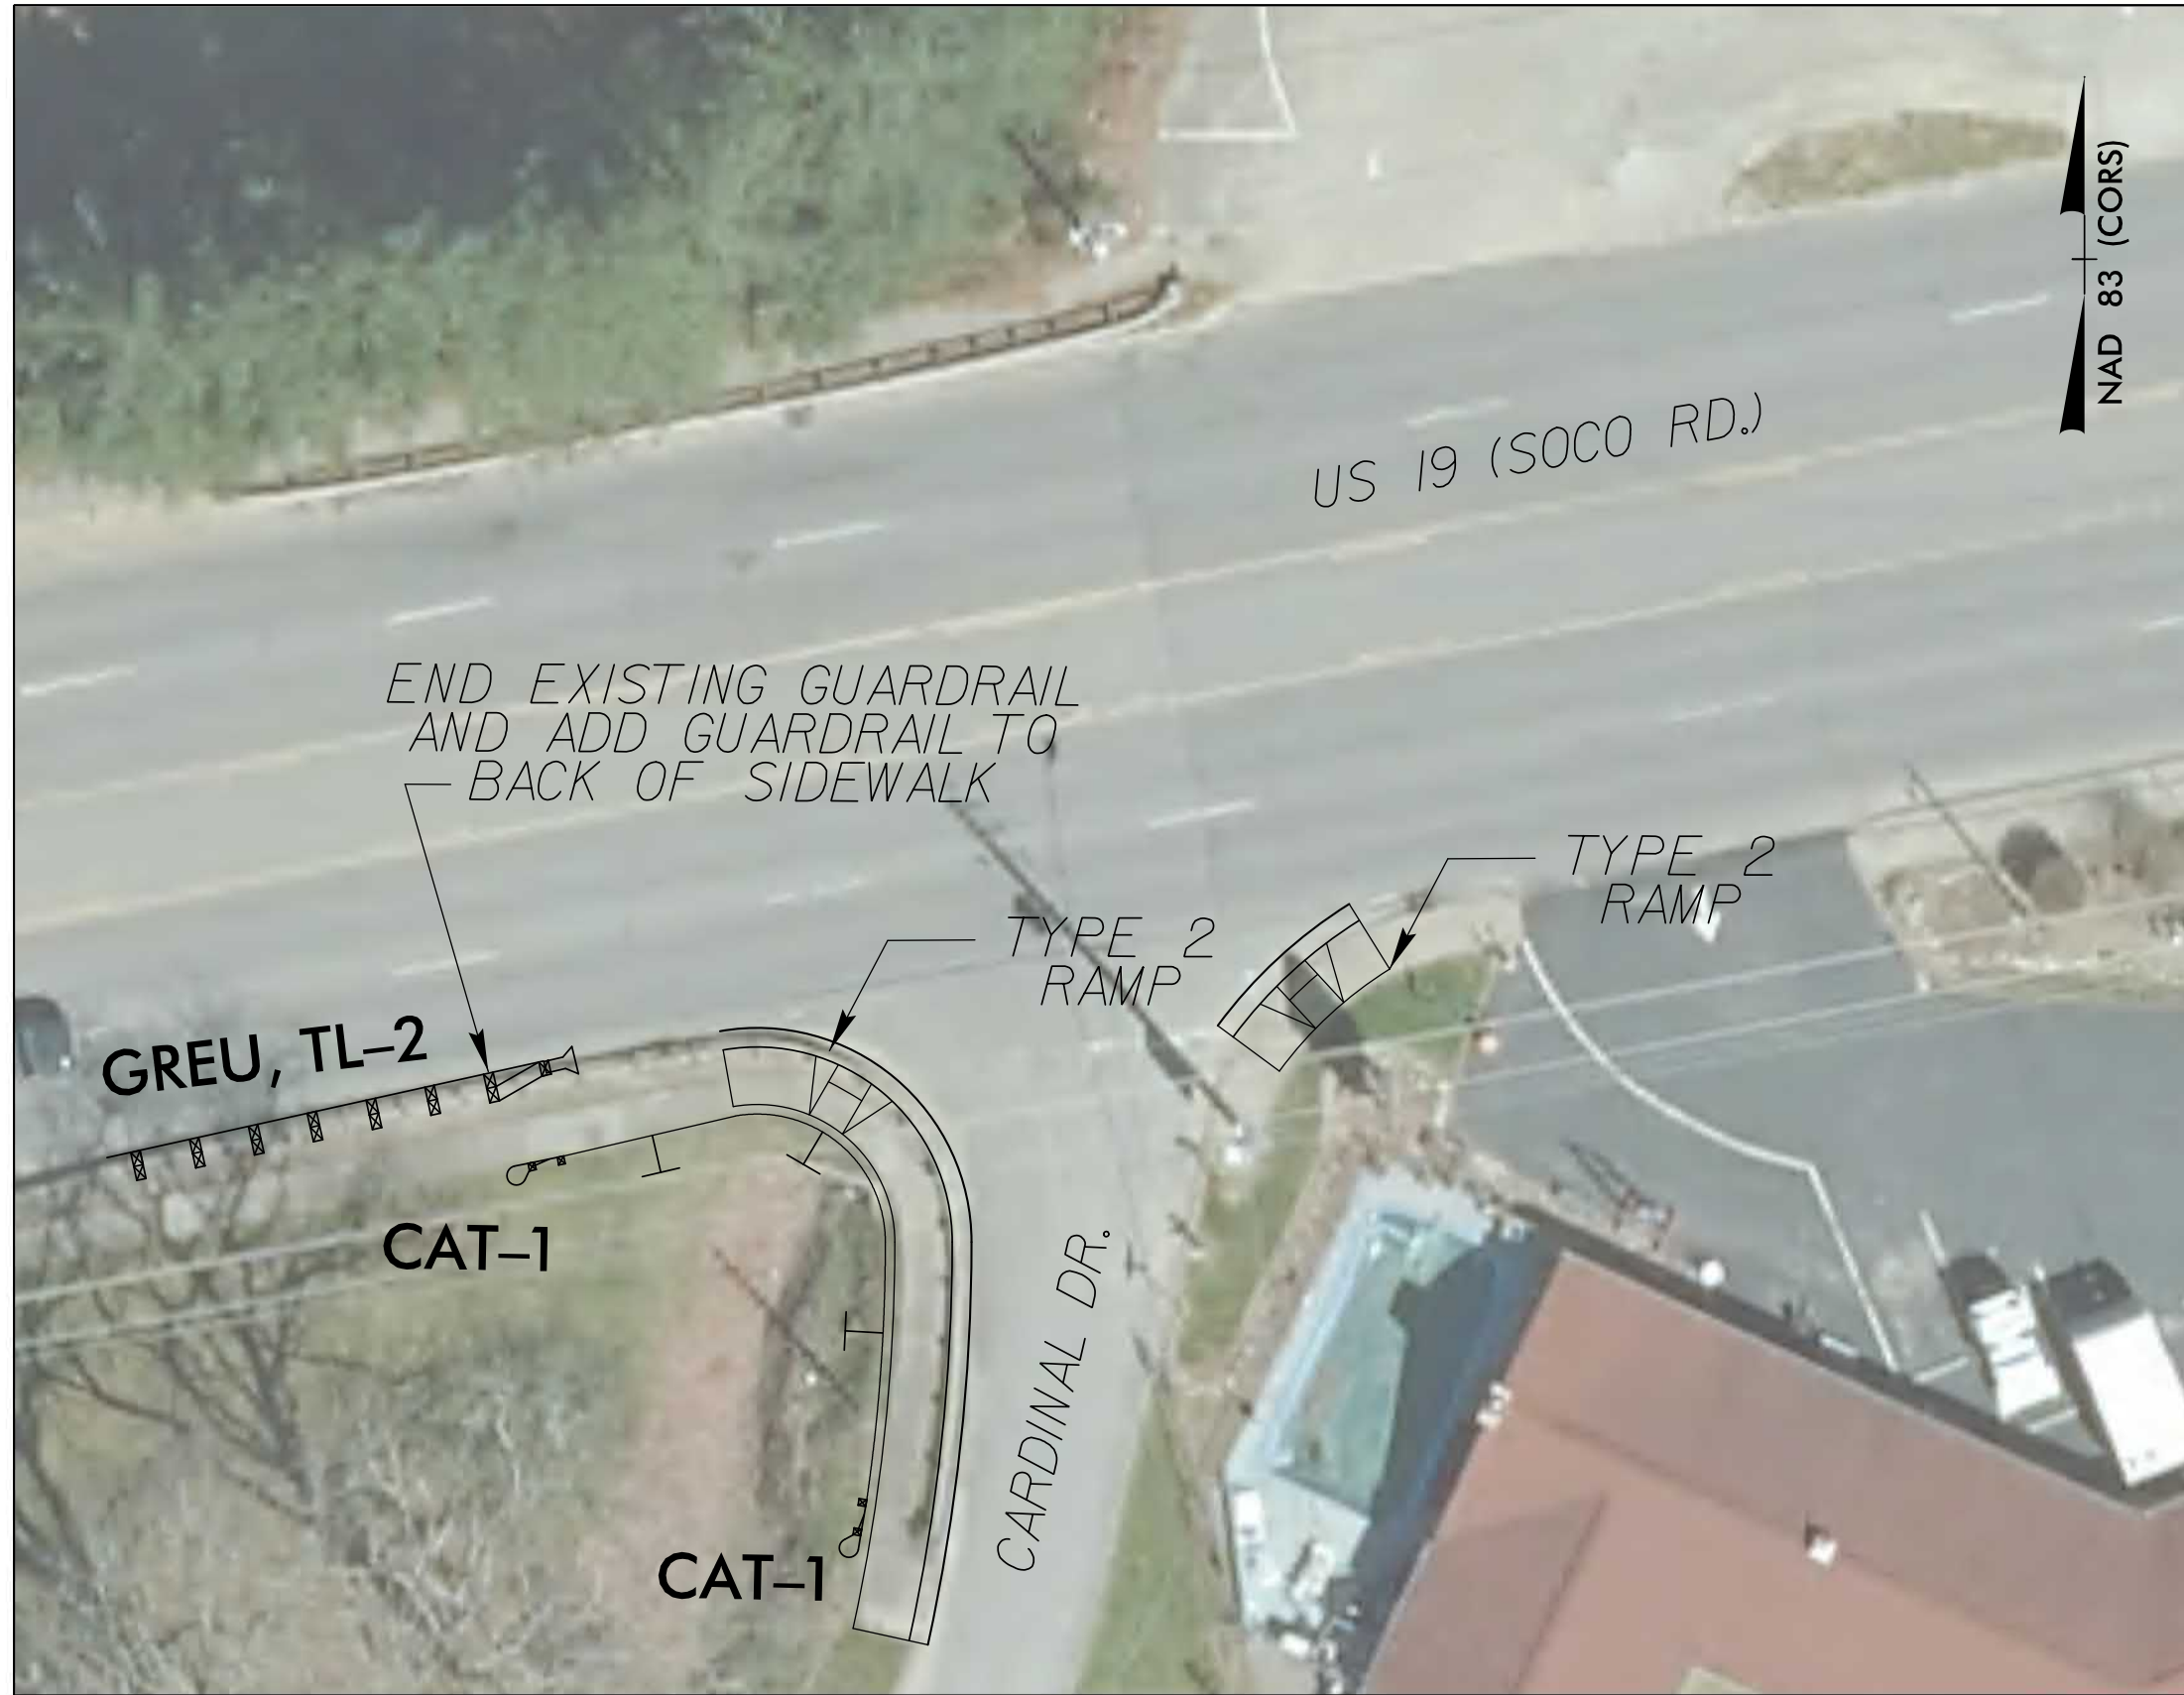 NAD 83 (CORS)
US 19 (SOCO RD.)
END EXISTING GUARDRAIL
AND ADD GUARDRAIL TO
BACK OF SIDEWALK
TYPE 2
RAMP
TYPE 2
RAMP
GREU, TL-2
CAT-1
CARDINAL DR.
CAT-1